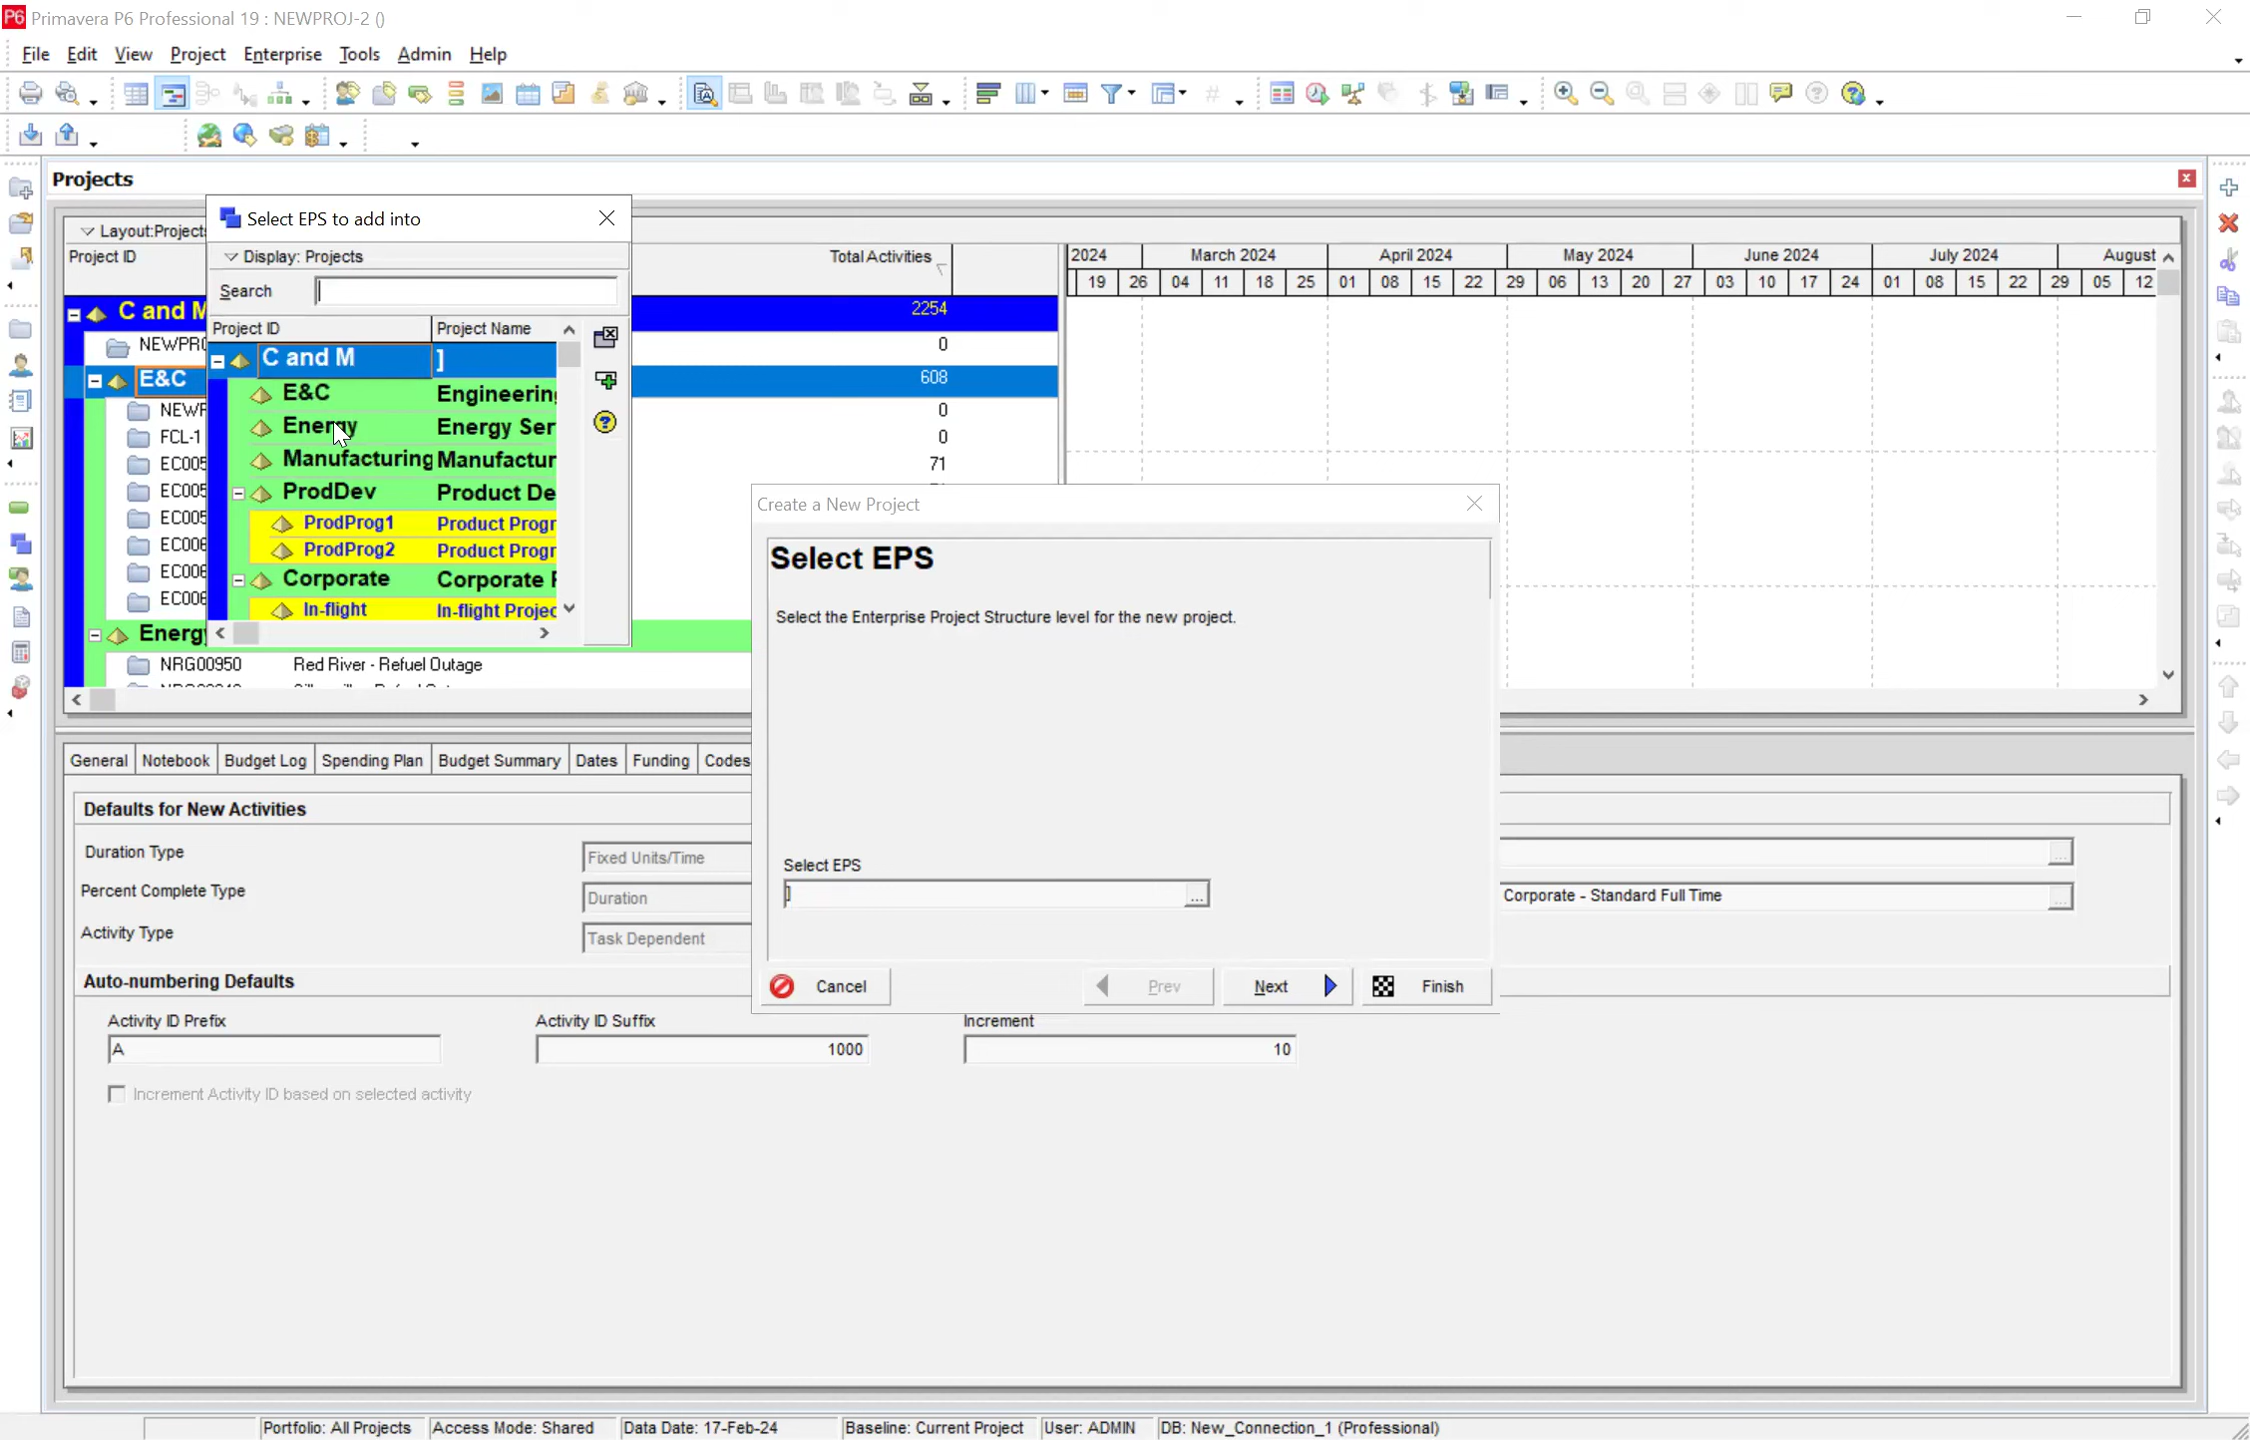 P6 Primavera P6 Professional 19 : NEWPROJ-2 ()
File Edit View Project Enterprise Tools Admin Help
Projects
Layout:Projects
Project ID
Total Activities
2024 March 2024 April 2024 May 2024 June 2024 July 2024 August
19 26 04 11 18 25 01 08 15 22 29 06 13 20 27 03 10 17 24 01 08 15 22 29 05 12
C and M 2254
NEWPRO 0
E&C 608
NEWP 0
FCL-1 0
EC005 71
EC005
EC005
EC008
EC008
EC008
Energy
NRG00950 Red River - Refuel Outage
Select EPS to add into
Display: Projects
Search
Project ID Project Name
C and M ]
E&C Engineerin
Energy Energy Ser
Manufacturing Manufactur
ProdDev Product De
ProdProg1 Product Progr
ProdProg2 Product Progr
Corporate Corporate
In-flight In-flight Projec
Create a New Project
Select EPS
Select the Enterprise Project Structure level for the new project.
Select EPS
]
...
Cancel Prev Next Finish
General Notebook Budget Log Spending Plan Budget Summary Dates Funding Codes
Defaults for New Activities
Duration Type Fixed Units/Time ...
Percent Complete Type Duration Corporate - Standard Full Time ...
Activity Type Task Dependent
Auto-numbering Defaults
Activity ID Prefix Activity ID Suffix Increment
A 1000 10
Increment Activity ID based on selected activity
Portfolio: All Projects Access Mode: Shared Data Date: 17-Feb-24 Baseline: Current Project User: ADMIN DB: New_Connection_1 (Professional)